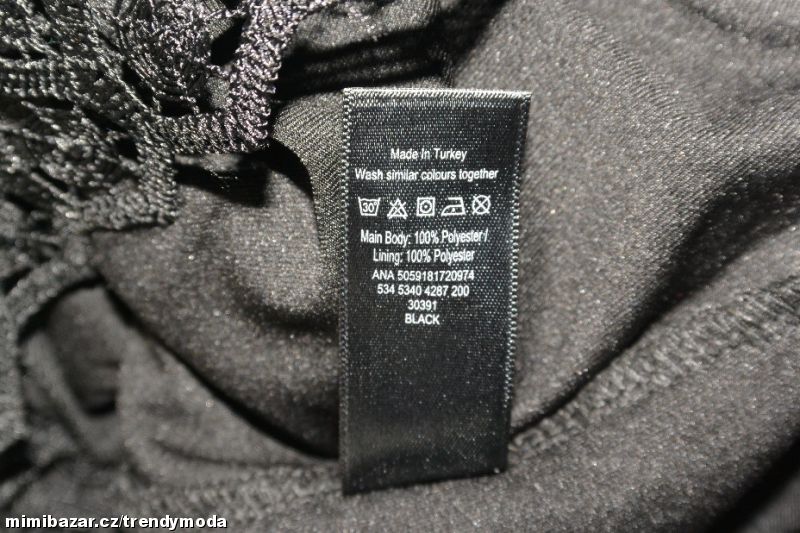 Made In Turkey
Wash similar colours together
30°
Main Body: 100% Polyester/
Lining: 100% Polyester
ANA 5059181720974
534 5340 4287 200
30391
BLACK
mimibazar.cz/trendymoda